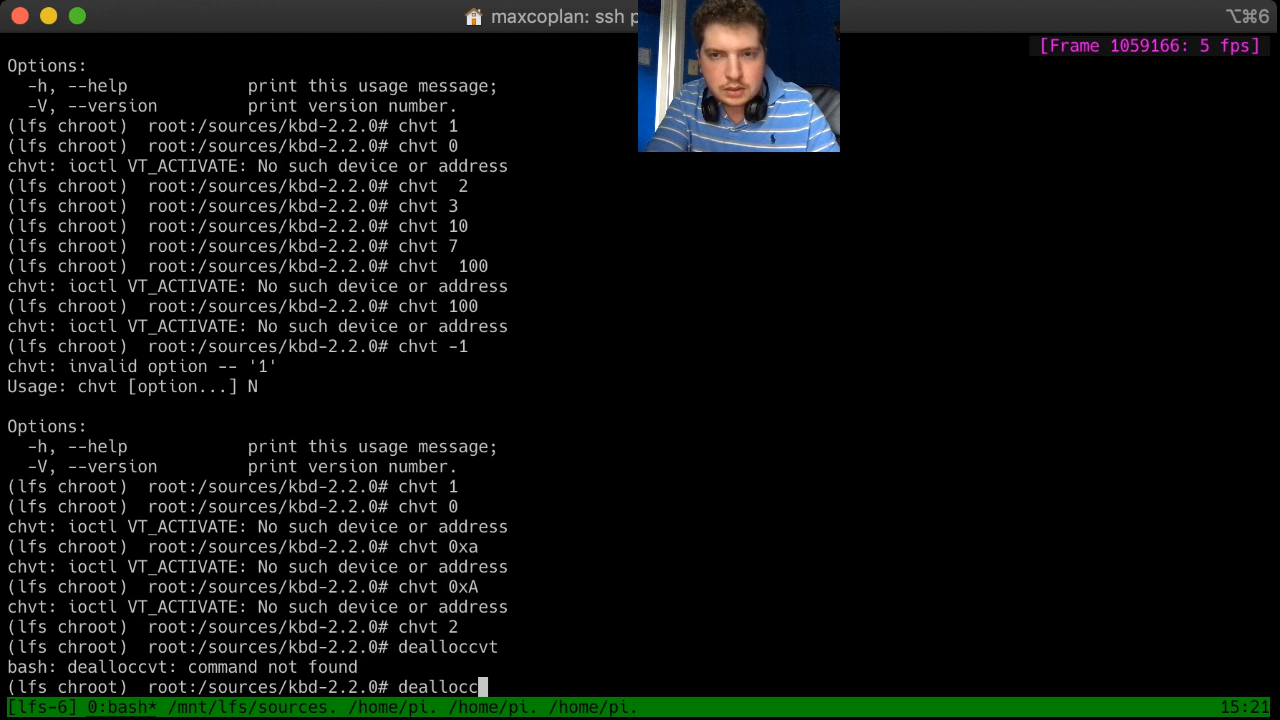 maxcoplan: ssh p
⌥⌘6
[Frame 1059166: 5 fps]
Options:
-h, --help print this usage message;
-V, --version print version number.
(lfs chroot) root:/sources/kbd-2.2.0# chvt 1
(lfs chroot) root:/sources/kbd-2.2.0# chvt 0
chvt: ioctl VT_ACTIVATE: No such device or address
(lfs chroot) root:/sources/kbd-2.2.0# chvt  2
(lfs chroot) root:/sources/kbd-2.2.0# chvt 3
(lfs chroot) root:/sources/kbd-2.2.0# chvt 10
(lfs chroot) root:/sources/kbd-2.2.0# chvt 7
(lfs chroot) root:/sources/kbd-2.2.0# chvt  100
chvt: ioctl VT_ACTIVATE: No such device or address
(lfs chroot) root:/sources/kbd-2.2.0# chvt 100
chvt: ioctl VT_ACTIVATE: No such device or address
(lfs chroot) root:/sources/kbd-2.2.0# chvt -1
chvt: invalid option -- '1'
Usage: chvt [option...] N
Options:
-h, --help print this usage message;
-V, --version print version number.
(lfs chroot) root:/sources/kbd-2.2.0# chvt 1
(lfs chroot) root:/sources/kbd-2.2.0# chvt 0
chvt: ioctl VT_ACTIVATE: No such device or address
(lfs chroot) root:/sources/kbd-2.2.0# chvt 0xa
chvt: ioctl VT_ACTIVATE: No such device or address
(lfs chroot) root:/sources/kbd-2.2.0# chvt 0xA
chvt: ioctl VT_ACTIVATE: No such device or address
(lfs chroot) root:/sources/kbd-2.2.0# chvt 2
(lfs chroot) root:/sources/kbd-2.2.0# dealloccvt
bash: dealloccvt: command not found
(lfs chroot) root:/sources/kbd-2.2.0# deallocc
[lfs-6] 0:bash* /mnt/lfs/sources. /home/pi. /home/pi. /home/pi. 15:21